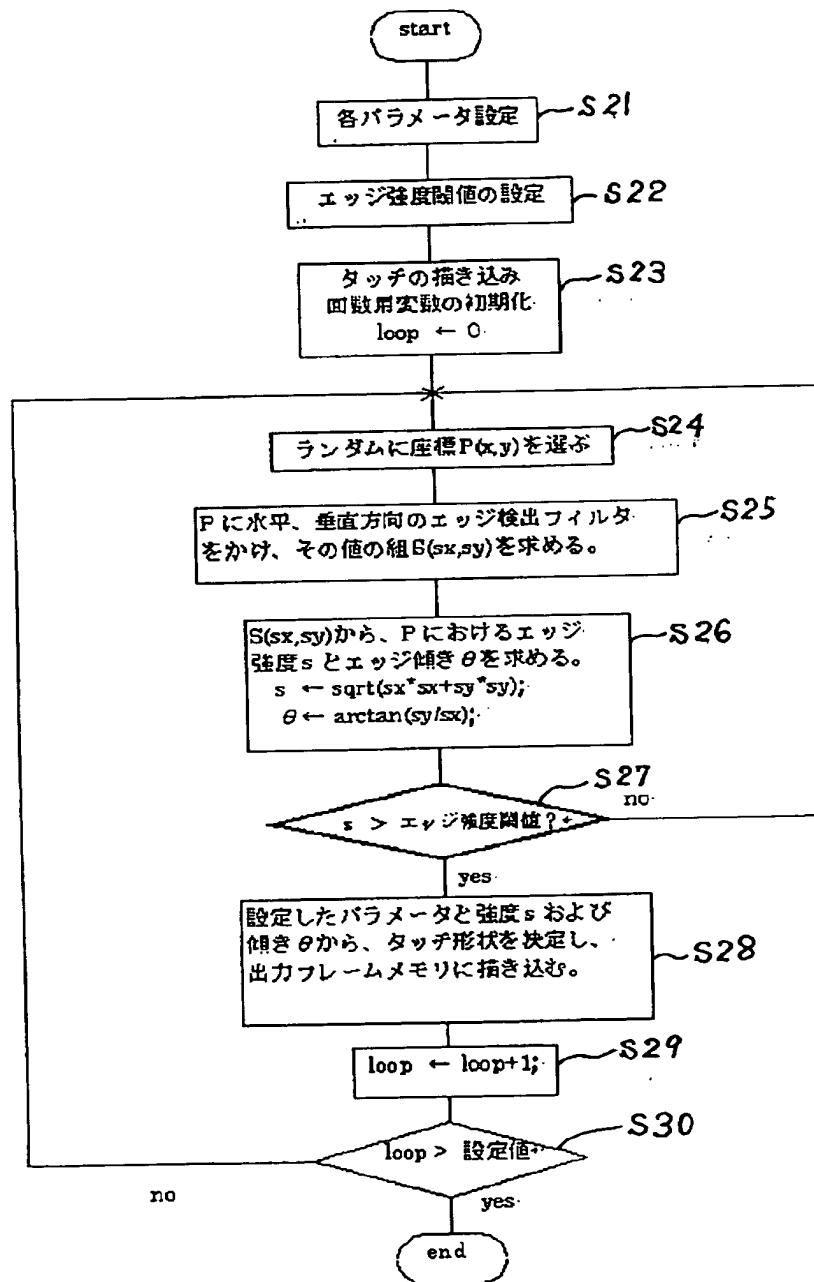 start
各パラメータ設定
S21
エッジ強度閾値の設定
S22
タッチの描き込み
回数用変数の初期化
loop ← 0
S23
ランダムに座標P(x,y)を選ぶ
S24
Pに水平、垂直方向のエッジ検出フィルタ
をかけ、その値の組S(sx,sy)を求める。
S25
S(sx,sy)から、Pにおけるエッジ
強度sとエッジ傾きθを求める。
s ← sqrt(sx*sx+sy*sy);
θ ← arctan(sy/sx);
S26
S27
s > エッジ強度閾値?
no
yes
設定したパラメータと強度sおよび
傾きθから、タッチ形状を決定し、
出力フレームメモリに描き込む。
S28
loop ← loop+1;
S29
loop > 設定値
S30
no
yes
end